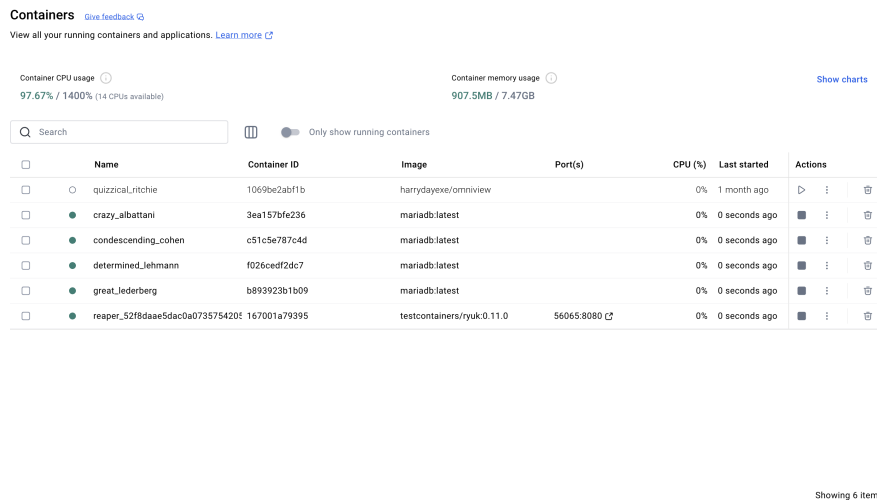 Containers Give feedback
View all your running containers and applications. Learn more
Container CPU usage
97.67% / 1400% (14 CPUs available)
Container memory usage
907.5MB / 7.47GB
Show charts
Search
Only show running containers
Name Container ID Image Port(s) CPU (%) Last started Actions
quizzical_ritchie 1069be2abf1b harrydayexe/omniview 0% 1 month ago
crazy_albattani 3ea157bfe236 mariadb:latest 0% 0 seconds ago
condescending_cohen c51c5e787c4d mariadb:latest 0% 0 seconds ago
determined_lehmann f026cedf2dc7 mariadb:latest 0% 0 seconds ago
great_lederberg b893923b1b09 mariadb:latest 0% 0 seconds ago
reaper_52f8daae5dac0a0735754205 167001a79395 testcontainers/ryuk:0.11.0 56065:8080 0% 0 seconds ago
Showing 6 item